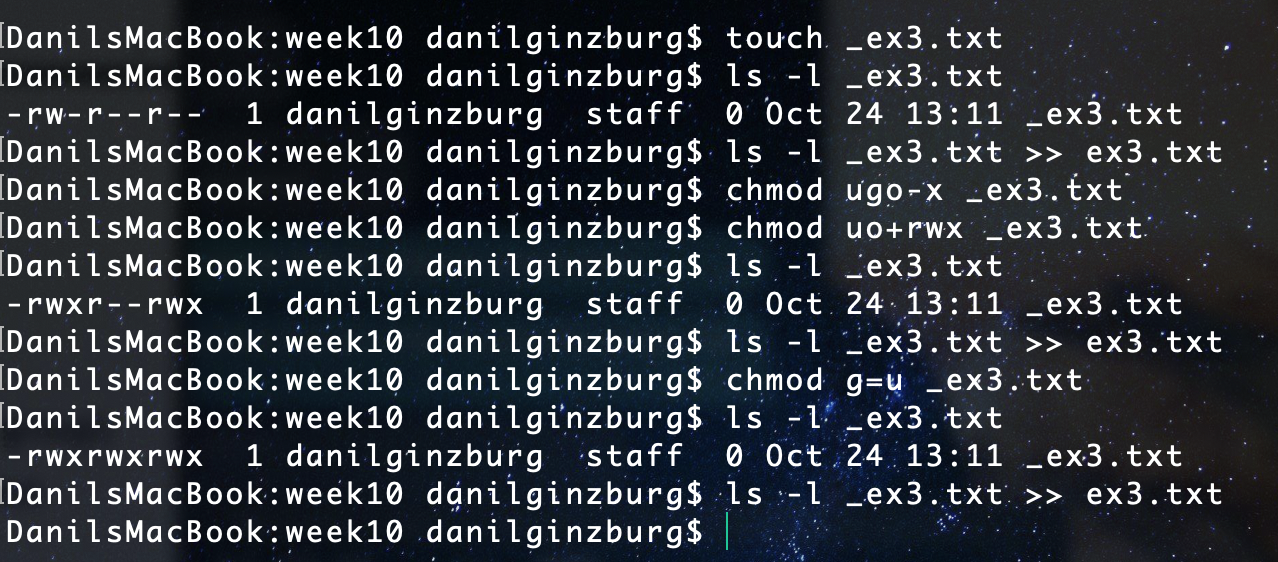 DanilsMacBook:week10 danilginzburg$ touch _ex3.txt
DanilsMacBook:week10 danilginzburg$ ls -l _ex3.txt
-rw-r--r--  1 danilginzburg  staff  0 Oct 24 13:11 _ex3.txt
DanilsMacBook:week10 danilginzburg$ ls -l _ex3.txt >> ex3.txt
DanilsMacBook:week10 danilginzburg$ chmod ugo-x _ex3.txt
DanilsMacBook:week10 danilginzburg$ chmod uo+rwx _ex3.txt
DanilsMacBook:week10 danilginzburg$ ls -l _ex3.txt
-rwxr--rwx  1 danilginzburg  staff  0 Oct 24 13:11 _ex3.txt
DanilsMacBook:week10 danilginzburg$ ls -l _ex3.txt >> ex3.txt
DanilsMacBook:week10 danilginzburg$ chmod g=u _ex3.txt
DanilsMacBook:week10 danilginzburg$ ls -l _ex3.txt
-rwxrwxrwx  1 danilginzburg  staff  0 Oct 24 13:11 _ex3.txt
DanilsMacBook:week10 danilginzburg$ ls -l _ex3.txt >> ex3.txt
DanilsMacBook:week10 danilginzburg$